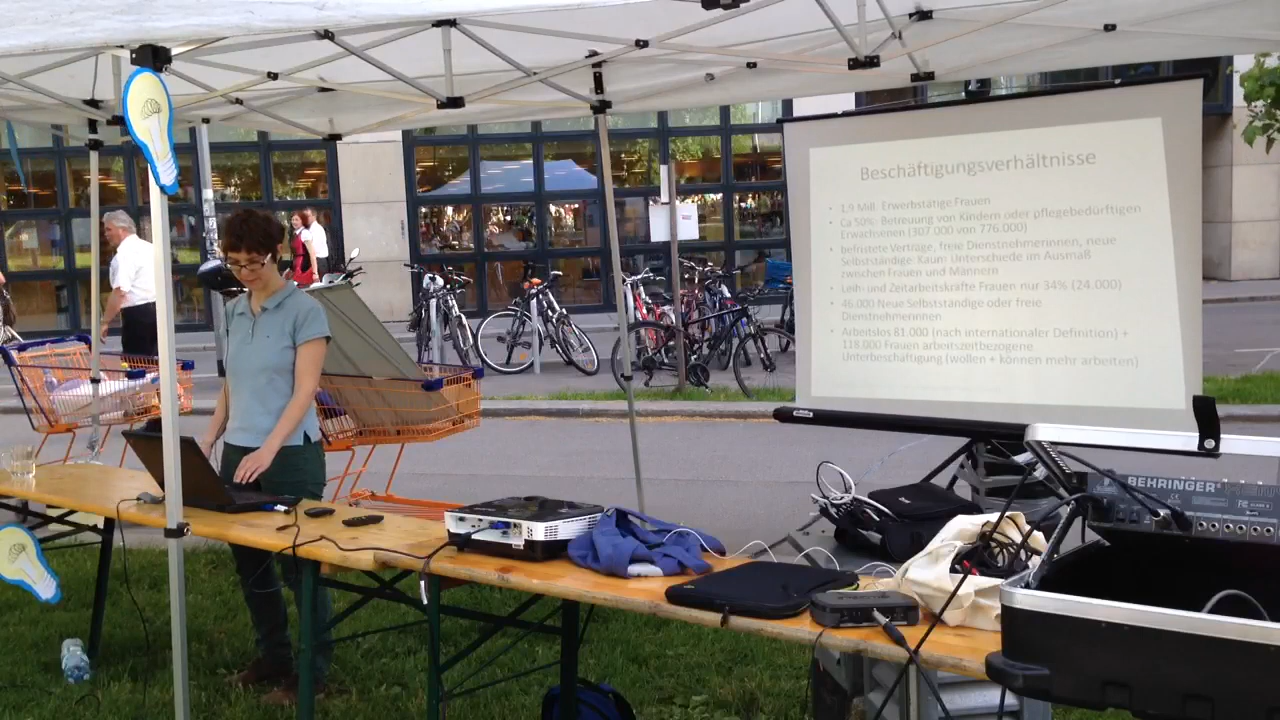 Beschäftigungsverhältnisse
• 1,9 Mill. Erwerbstätige Frauen
• Ca 50%- Betreuung von Kindern oder pflegebedürftigen
Erwachsenen (307.000 von 776.000)
• befristete Verträge, freie Dienstnehmerinnen, neue
Selbstständige: Kaum Unterschiede im Ausmaß
zwischen Frauen und Männern
• Leih- und Zeitarbeitskräfte Frauen nur 34% (24.000)
• 46.000 Neue Selbstständige oder freie
Dienstnehmerinnen
• Arbeitslos 81.000 (nach internationaler Definition) +
118.000 Frauen arbeitszeitbezogene
Unterbeschäftigung (wollen + können mehr arbeiten)
BEHRINGER